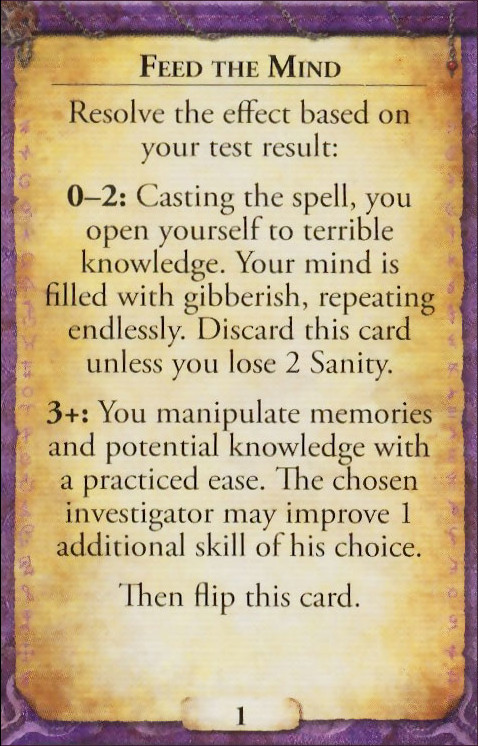 FEED THE MIND
Resolve the effect based on
your test result:
0–2: Casting the spell, you
open yourself to terrible
knowledge. Your mind is
filled with gibberish, repeating
endlessly. Discard this card
unless you lose 2 Sanity.
3+: You manipulate memories
and potential knowledge with
a practiced ease. The chosen
investigator may improve 1
additional skill of his choice.
Then flip this card.
1